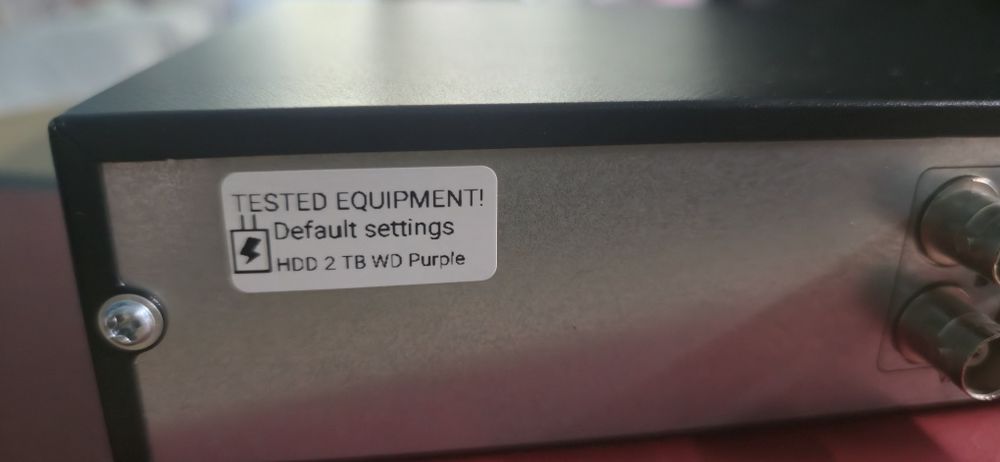 TESTED EQUIPMENT!
Default settings
HDD 2 TB WD Purple